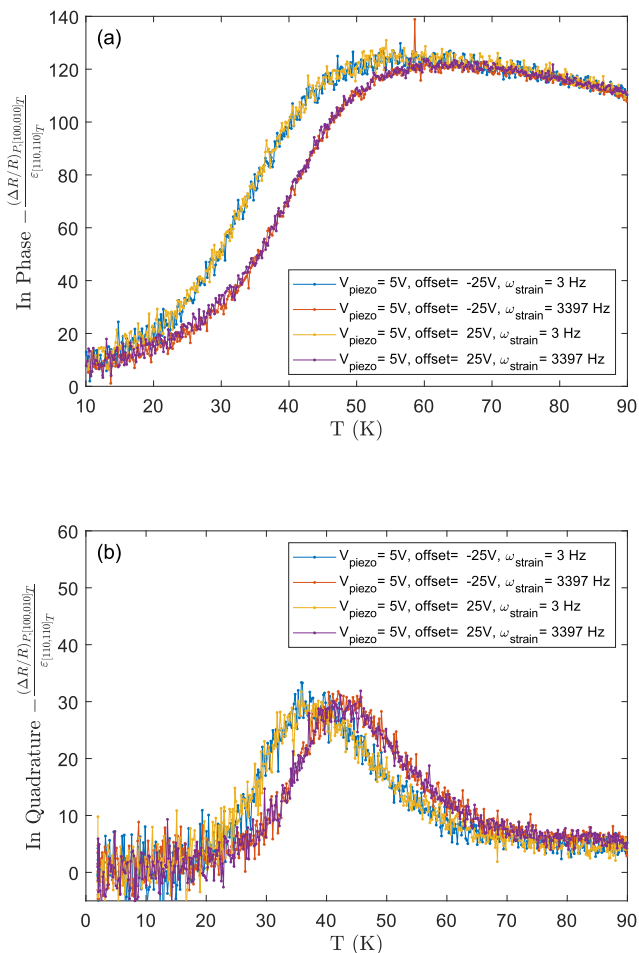 (a)
In Phase −(ΔR/R)P,[100,010]T / ε[110,110]T
140
120
100
80
60
40
20
0
Vpiezo= 5V, offset= -25V, ωstrain= 3 Hz
Vpiezo= 5V, offset= -25V, ωstrain= 3397 Hz
Vpiezo= 5V, offset= 25V, ωstrain= 3 Hz
Vpiezo= 5V, offset= 25V, ωstrain= 3397 Hz
10 20 30 40 50 60 70 80 90
T (K)
(b)
In Quadrature −(ΔR/R)P,[100,010]T / ε[110,110]T
60
50
40
30
20
10
0
Vpiezo= 5V, offset= -25V, ωstrain= 3 Hz
Vpiezo= 5V, offset= -25V, ωstrain= 3397 Hz
Vpiezo= 5V, offset= 25V, ωstrain= 3 Hz
Vpiezo= 5V, offset= 25V, ωstrain= 3397 Hz
0 10 20 30 40 50 60 70 80 90
T (K)